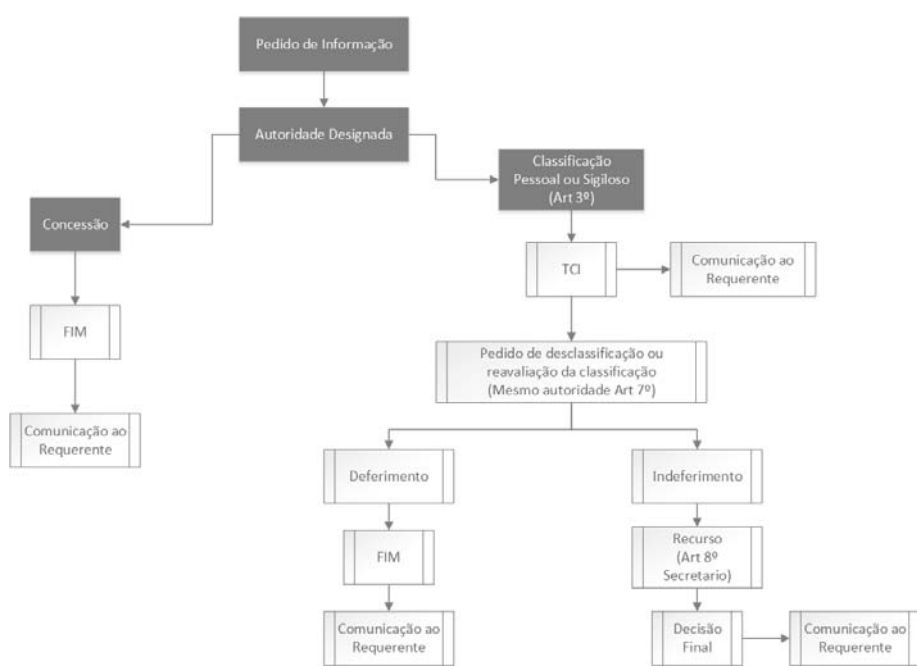 Pedido de Informação
Autoridade Designada
Classificação
Pessoal ou Sigiloso
(Art 3º)
Concessão
TCI
Comunicação ao
Requerente
FIM
Pedido de desclassificação ou
reavaliação da classificação
(Mesmo autoridade Art 7º)
Comunicação ao
Requerente
Deferimento
Indeferimento
FIM
Recurso
(Art 8º
Secretario)
Comunicação ao
Requerente
Decisão
Final
Comunicação ao
Requerente